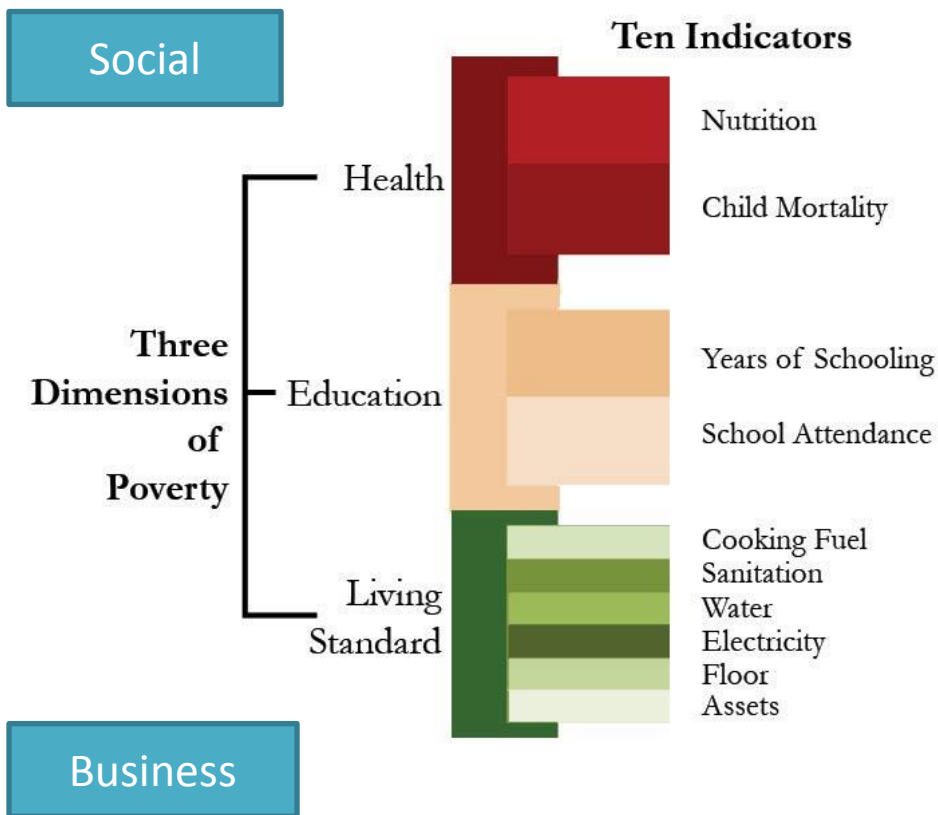 Social
Ten Indicators
Nutrition
Health
Child Mortality
Three
Dimensions
of
Poverty
Years of Schooling
Education
School Attendance
Cooking Fuel
Sanitation
Living
Standard
Water
Electricity
Floor
Assets
Business